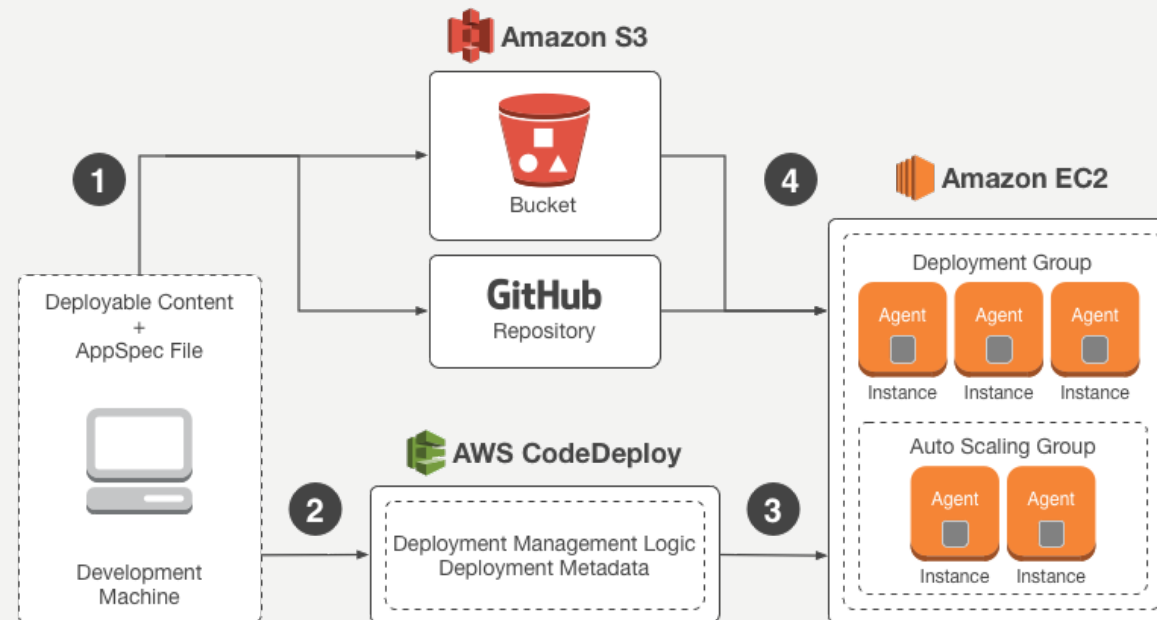 Amazon S3
1
Bucket
4
Amazon EC2
Deployable Content
+
AppSpec File
GitHub
Repository
Deployment Group
Agent Agent Agent
Instance Instance Instance
Development
Machine
2
AWS CodeDeploy
Deployment Management Logic
Deployment Metadata
3
Auto Scaling Group
Agent Agent
Instance Instance